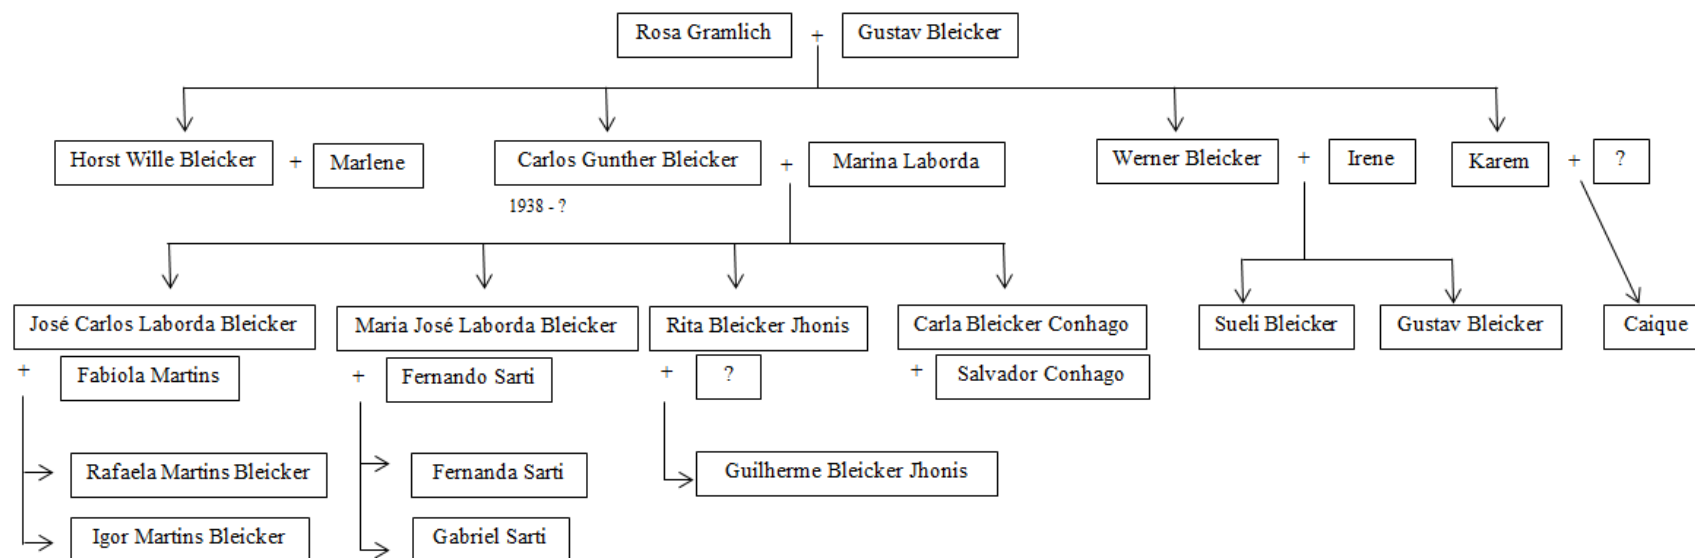 Rosa Gramlich + Gustav Bleicker
Horst Wille Bleicker + Marlene
Carlos Gunther Bleicker + Marina Laborda
Werner Bleicker + Irene
Karem + ?
1938 - ?
José Carlos Laborda Bleicker
+ Fabiola Martins
Maria José Laborda Bleicker
+ Fernando Sarti
Rita Bleicker Jhonis
+ ?
Carla Bleicker Conhago
+ Salvador Conhago
Sueli Bleicker
Gustav Bleicker
Caique
Rafaela Martins Bleicker
Igor Martins Bleicker
Fernanda Sarti
Gabriel Sarti
Guilherme Bleicker Jhonis